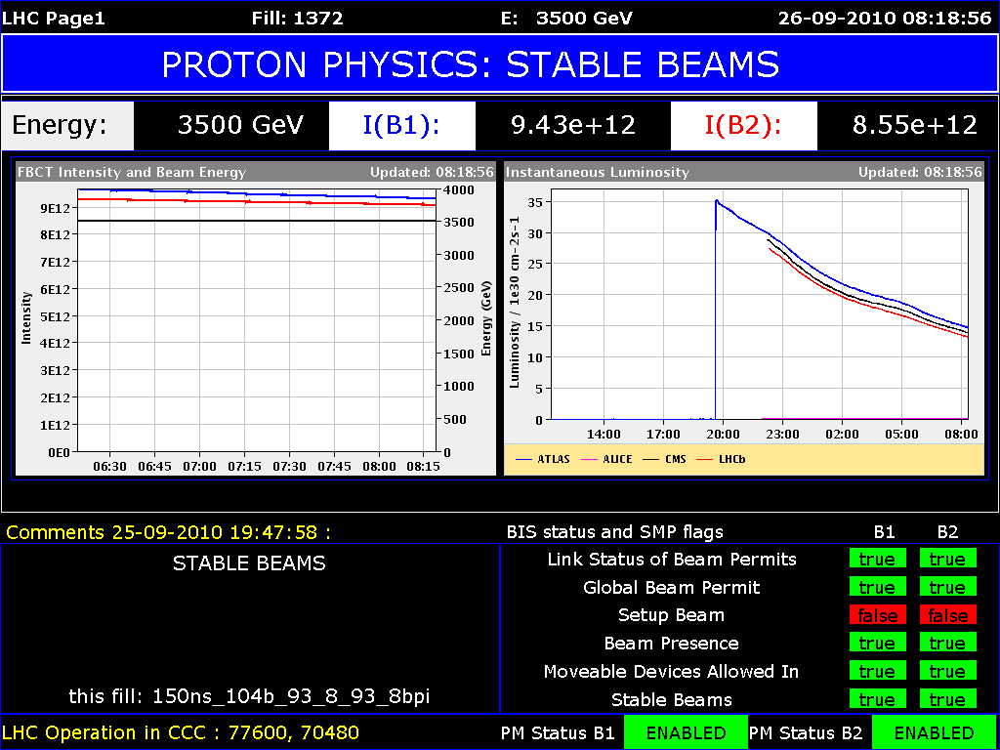 LHC Page1 Fill: 1372 E: 3500 GeV 26-09-2010 08:18:56
PROTON PHYSICS: STABLE BEAMS
Energy: 3500 GeV I(B1): 9.43e+12 I(B2): 8.55e+12
FBCT Intensity and Beam Energy Updated: 08:18:56
9E12
8E12
7E12
6E12
5E12
4E12
3E12
2E12
1E12
0E0
Intensity
4000
3500
3000
2500
2000
1500
1000
500
0
Energy (GeV)
06:30 06:45 07:00 07:15 07:30 07:45 08:00 08:15
Instantaneous Luminosity Updated: 08:18:56
35
30
25
20
15
10
5
0
Luminosity / 1e30 cm-2s-1
14:00 17:00 20:00 23:00 02:00 05:00 08:00
ATLAS ALICE CMS LHCb
Comments 25-09-2010 19:47:58 :
STABLE BEAMS
this fill: 150ns_104b_93_8_93_8bpi
BIS status and SMP flags B1 B2
Link Status of Beam Permits true true
Global Beam Permit true true
Setup Beam false false
Beam Presence true true
Moveable Devices Allowed In true true
Stable Beams true true
LHC Operation in CCC : 77600, 70480 PM Status B1 ENABLED PM Status B2 ENABLED